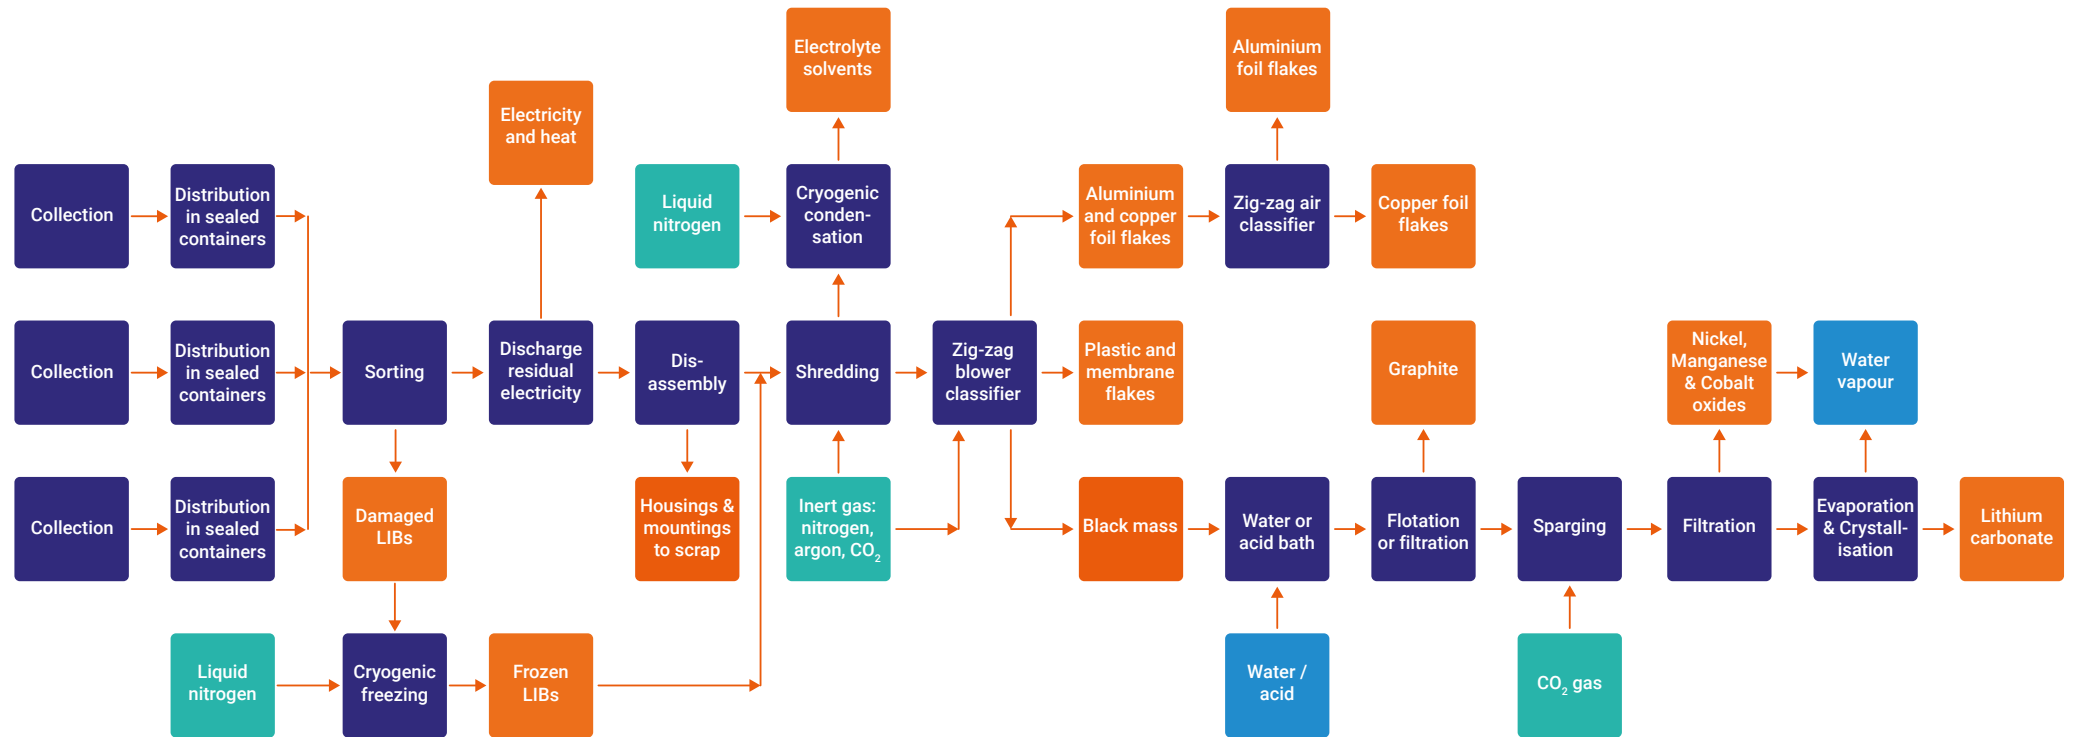 Electrolyte
solvents
Aluminium
foil flakes
Electricity
and heat
Collection
Distribution
in sealed
containers
Liquid
nitrogen
Cryogenic
conden-
sation
Aluminium
and copper
foil flakes
Zig-zag air
classifier
Copper foil
flakes
Collection
Distribution
in sealed
containers
Sorting
Discharge
residual
electricity
Dis-
assembly
Shredding
Zig-zag
blower
classifier
Plastic and
membrane
flakes
Graphite
Nickel,
Manganese
& Cobalt
oxides
Water
vapour
Collection
Distribution
in sealed
containers
Damaged
LIBs
Housings &
mountings
to scrap
Inert gas:
nitrogen,
argon, CO₂
Black mass
Water or
acid bath
Flotation
or filtration
Sparging
Filtration
Evaporation
& Crystall-
isation
Lithium
carbonate
Liquid
nitrogen
Cryogenic
freezing
Frozen
LIBs
Water /
acid
CO₂ gas